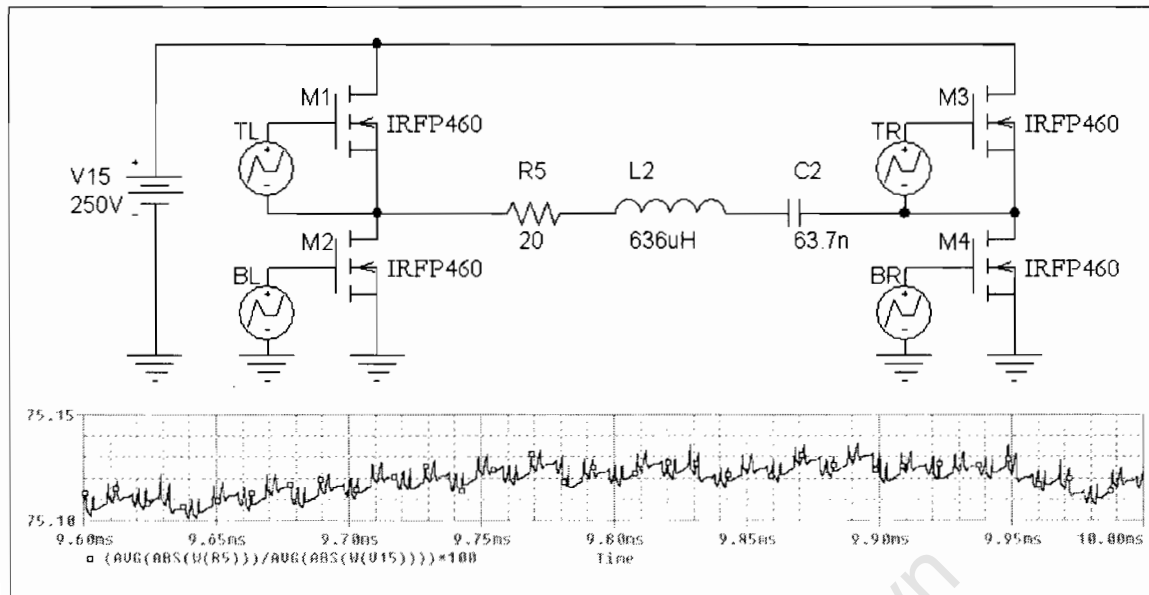 M1
IRFP460
TL
M3
IRFP460
TR
+
V15
250V
-
R5
20
L2
636uH
C2
63.7n
M2
IRFP460
BL
M4
IRFP460
BR
75.15
75.10
9.60ms 9.65ms 9.70ms 9.75ms 9.80ms 9.85ms 9.90ms 9.95ms 10.00ms
(AVG(ABS(W(R5)))/AVG(ABS(W(V15))))*100
Time